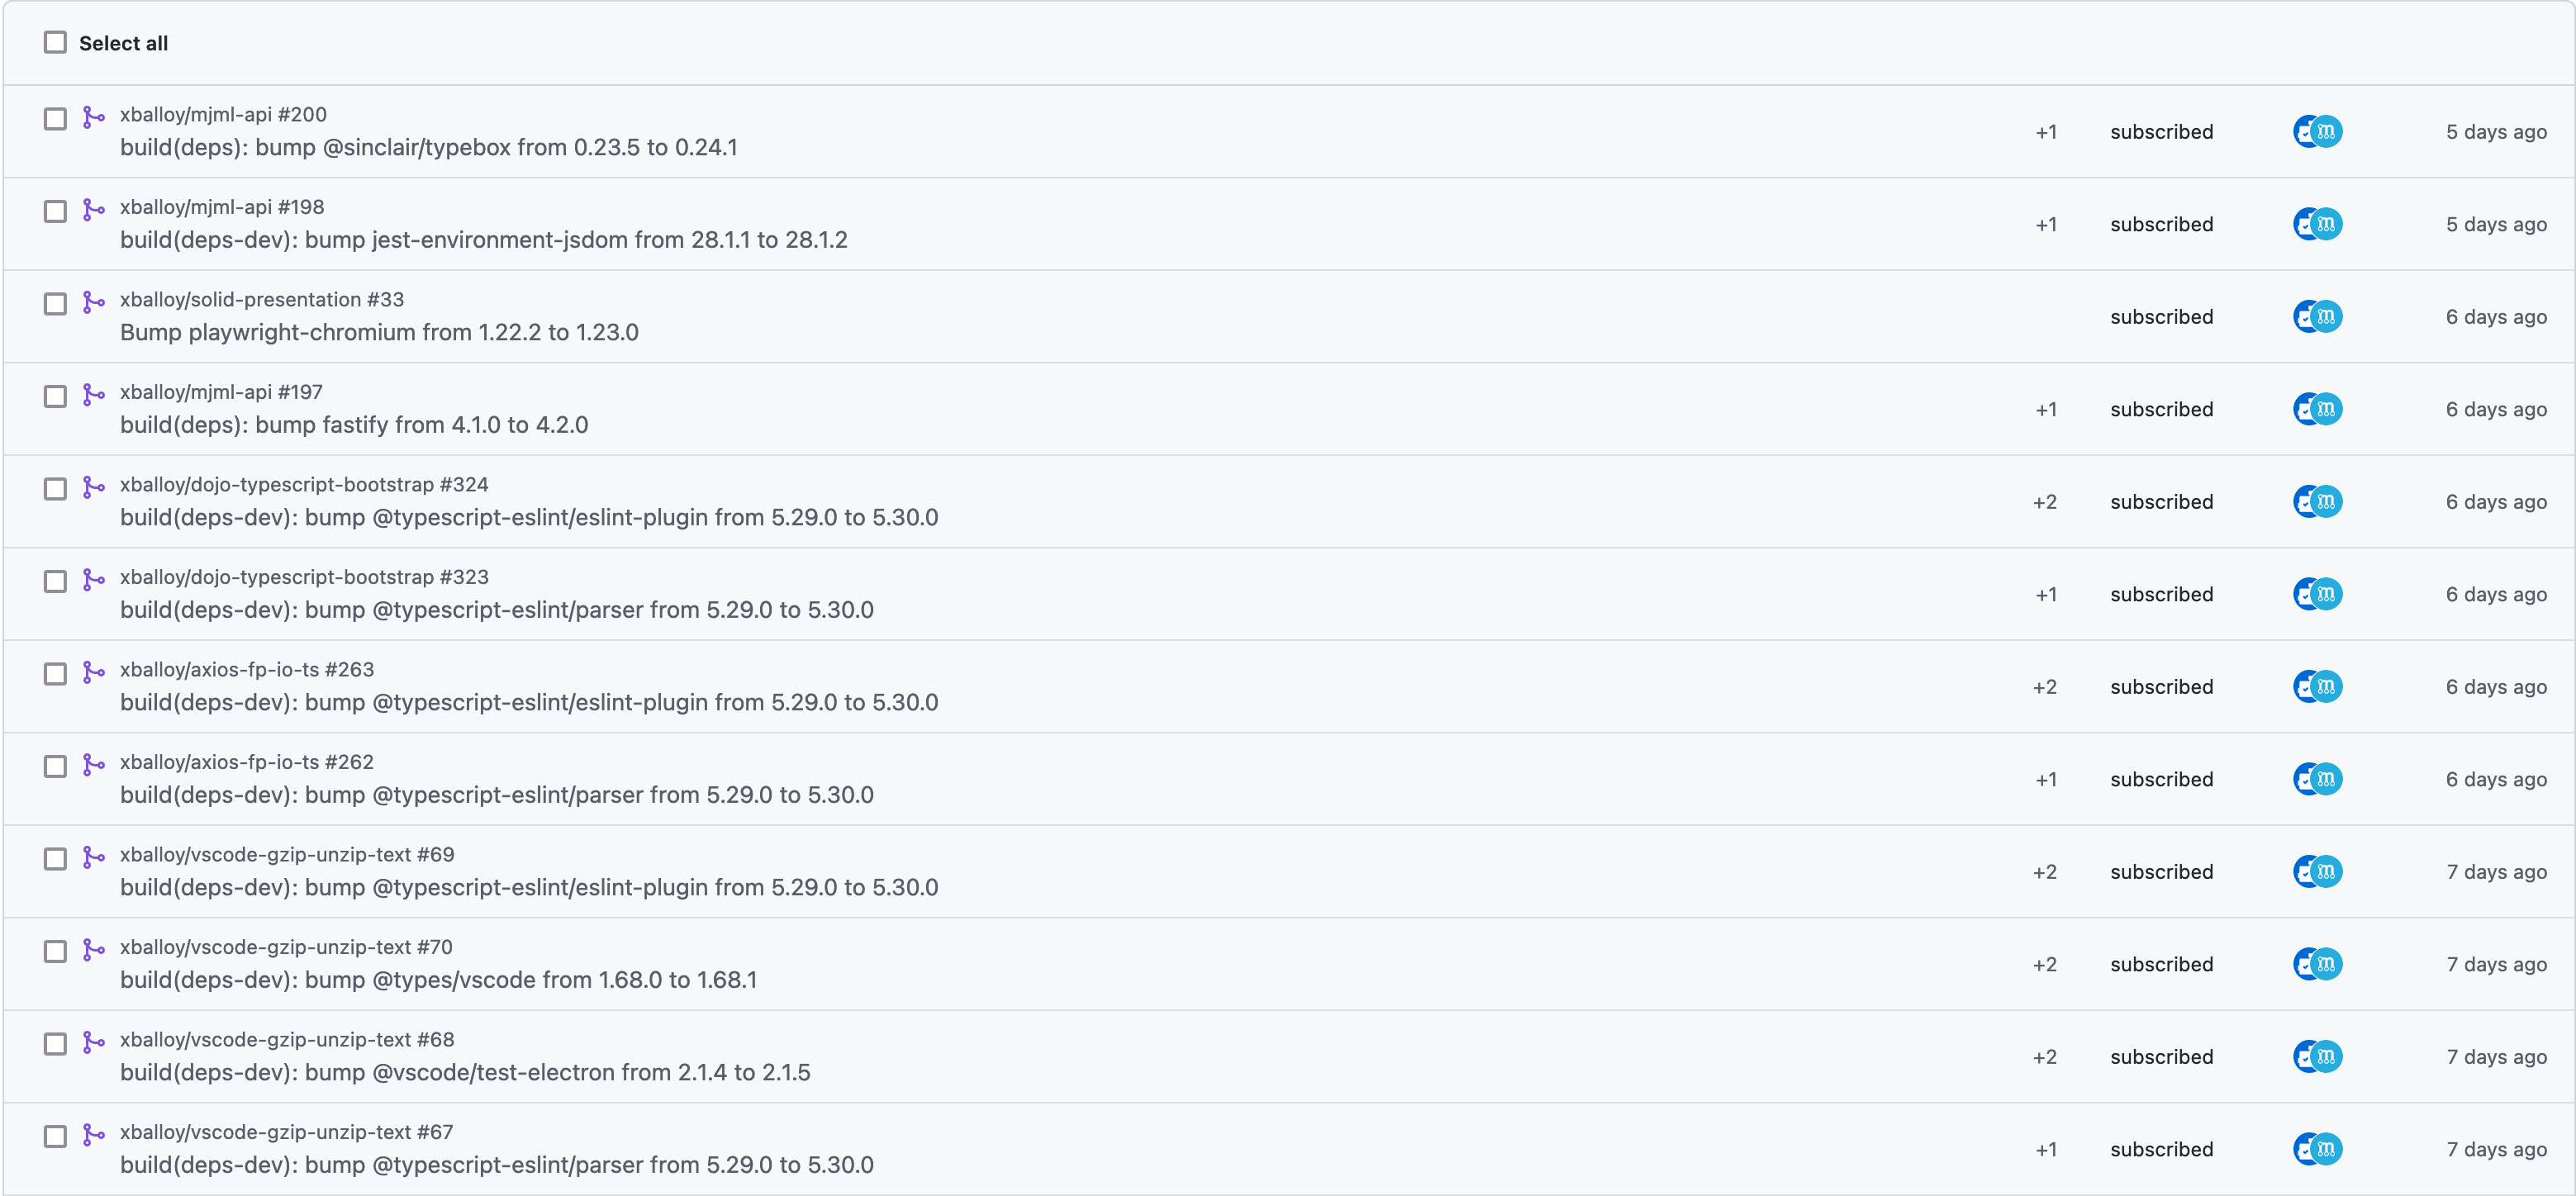 Select all
xballoy/mjml-api #200
build(deps): bump @sinclair/typebox from 0.23.5 to 0.24.1
+1 subscribed 5 days ago
xballoy/mjml-api #198
build(deps-dev): bump jest-environment-jsdom from 28.1.1 to 28.1.2
+1 subscribed 5 days ago
xballoy/solid-presentation #33
Bump playwright-chromium from 1.22.2 to 1.23.0
subscribed 6 days ago
xballoy/mjml-api #197
build(deps): bump fastify from 4.1.0 to 4.2.0
+1 subscribed 6 days ago
xballoy/dojo-typescript-bootstrap #324
build(deps-dev): bump @typescript-eslint/eslint-plugin from 5.29.0 to 5.30.0
+2 subscribed 6 days ago
xballoy/dojo-typescript-bootstrap #323
build(deps-dev): bump @typescript-eslint/parser from 5.29.0 to 5.30.0
+1 subscribed 6 days ago
xballoy/axios-fp-io-ts #263
build(deps-dev): bump @typescript-eslint/eslint-plugin from 5.29.0 to 5.30.0
+2 subscribed 6 days ago
xballoy/axios-fp-io-ts #262
build(deps-dev): bump @typescript-eslint/parser from 5.29.0 to 5.30.0
+1 subscribed 6 days ago
xballoy/vscode-gzip-unzip-text #69
build(deps-dev): bump @typescript-eslint/eslint-plugin from 5.29.0 to 5.30.0
+2 subscribed 7 days ago
xballoy/vscode-gzip-unzip-text #70
build(deps-dev): bump @types/vscode from 1.68.0 to 1.68.1
+2 subscribed 7 days ago
xballoy/vscode-gzip-unzip-text #68
build(deps-dev): bump @vscode/test-electron from 2.1.4 to 2.1.5
+2 subscribed 7 days ago
xballoy/vscode-gzip-unzip-text #67
build(deps-dev): bump @typescript-eslint/parser from 5.29.0 to 5.30.0
+1 subscribed 7 days ago